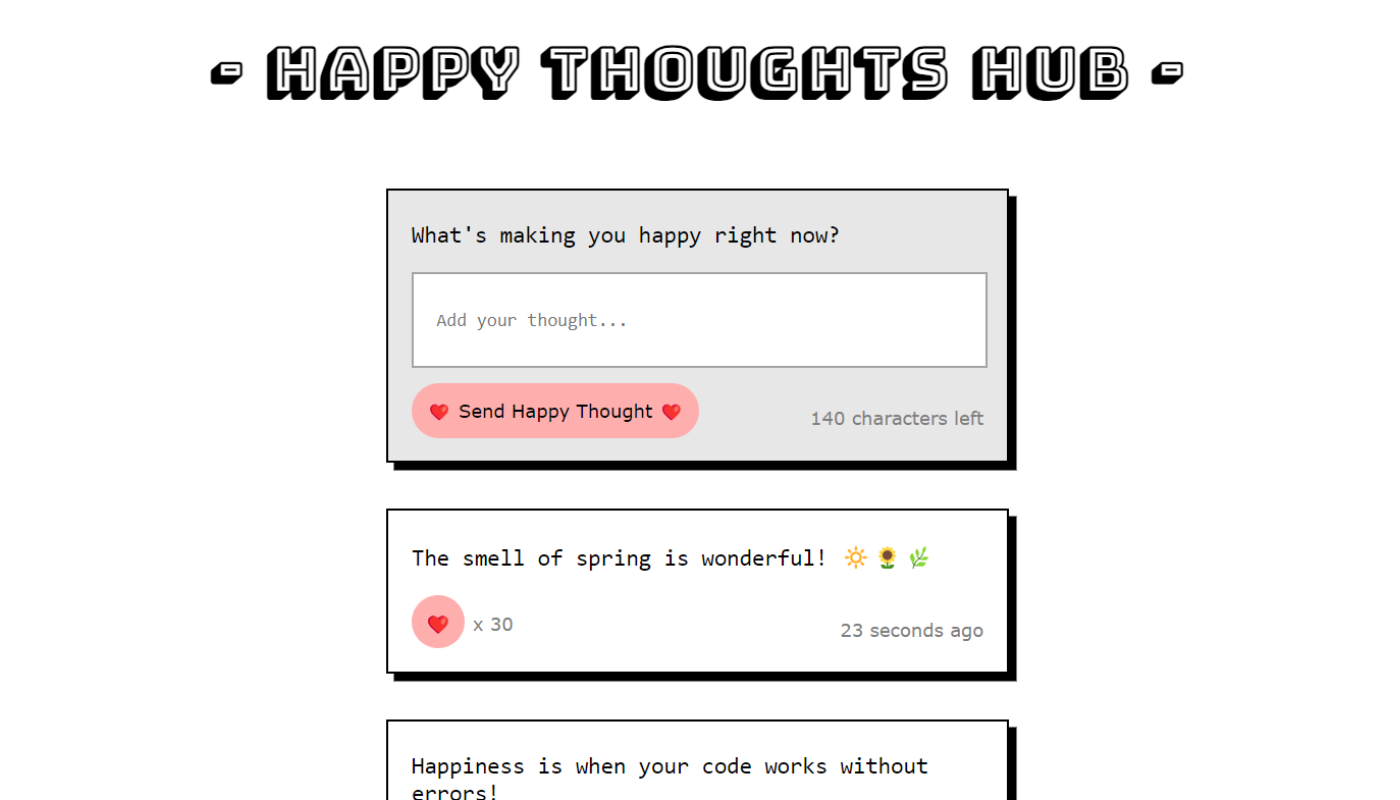 - HAPPY THOUGHTS HUB -
What's making you happy right now?
Add your thought...
❤️ Send Happy Thought ❤️
140 characters left
The smell of spring is wonderful! ☀️ 🌻 🌿
❤️ x 30
23 seconds ago
Happiness is when your code works without
errors!